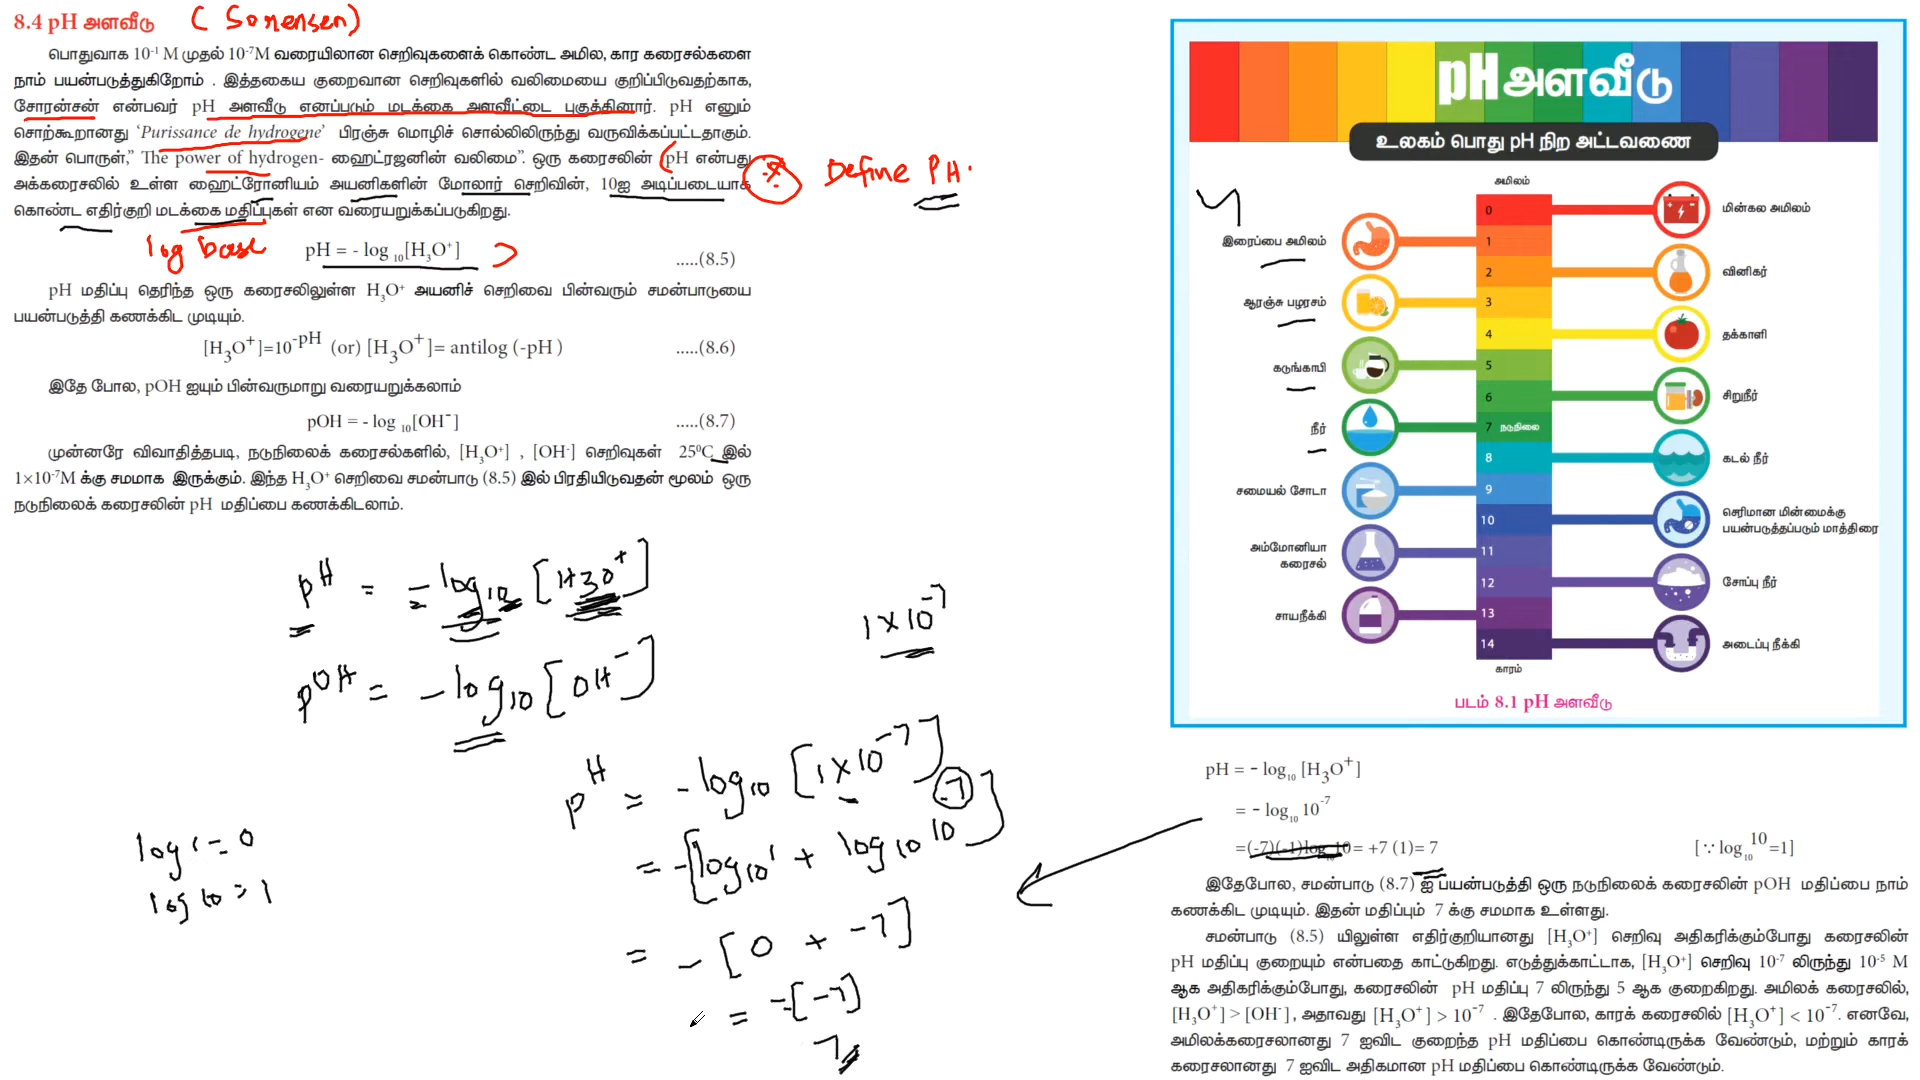 8.4 pH அளவீடு
( Sorensen)
பொதுவாக 10-1 M முதல் 10-7M வரையிலான செறிவுகளைக் கொண்ட அமில, கார கரைசல்களை
நாம் பயன்படுத்துகிறோம் . இத்தகைய குறைவான செறிவுகளில் வலிமையை குறிப்பிடுவதற்காக,
சோரன்சன் என்பவர் pH அளவீடு எனப்படும் மடக்கை அளவீட்டை புகுத்தினார். pH எனும்
சொற்கூறானது ‘Purissance de hydrogene’ பிரஞ்சு மொழிச் சொல்லிலிருந்து வருவிக்கப்பட்டதாகும்.
இதன் பொருள்,” The power of hydrogen- ஹைட்ரஜனின் வலிமை”. ஒரு கரைசலின் pH என்பது
அக்கரைசலில் உள்ள ஹைட்ரோனியம் அயனிகளின் மோலார் செறிவின், 10ஐ அடிப்படையாக
கொண்ட எதிர்குறி மடக்கை மதிப்புகள் என வரையறுக்கப்படுகிறது.
Define PH.
log base
pH = - log 10[H3O+]
.....(8.5)
pH மதிப்பு தெரிந்த ஒரு கரைசலிலுள்ள H3O+ அயனிச் செறிவை பின்வரும் சமன்பாடுயை
பயன்படுத்தி கணக்கிட முடியும்.
[H3O+]=10-pH (or) [H3O+]= antilog (-pH )
.....(8.6)
இதே போல, pOH ஐயும் பின்வருமாறு வரையறுக்கலாம்
pOH = - log 10[OH-]
.....(8.7)
முன்னரே விவாதித்தபடி, நடுநிலைக் கரைசல்களில், [H3O+] , [OH-] செறிவுகள் 25⁰C இல்
1×10-7M க்கு சமமாக இருக்கும். இந்த H3O+ செறிவை சமன்பாடு (8.5) இல் பிரதியிடுவதன் மூலம் ஒரு
நடுநிலைக் கரைசலின் pH மதிப்பை கணக்கிடலாம்.
pH = - log10 [H3O+]
pOH = - log10 [OH-]
1 x 10-7
pH = - log10 [1 x 10-7]
= -[log10 1 + log10 10 -7]
= - [0 + -7]
= -[-7]
7
log 1 = 0
log 10 = 1
pH அளவீடு
உலகம் பொது pH நிற அட்டவணை
அமிலம்
0
மின்கல அமிலம்
இரைப்பை அமிலம்
1
2
வினிகர்
ஆரஞ்சு பழரசம்
3
4
தக்காளி
கடுங்காபி
5
6
சிறுநீர்
நீர்
7 நடுநிலை
8
கடல் நீர்
சமையல் சோடா
9
10
செரிமான மின்மைக்கு
பயன்படுத்தப்படும் மாத்திரை
அம்மோனியா
கரைசல்
11
12
சோப்பு நீர்
சாயநீக்கி
13
14
அடைப்பு நீக்கி
காரம்
படம் 8.1 pH அளவீடு
pH = - log10 [H3O+]
= - log10 10-7
=(-7)(-1)log10 10= +7 (1)= 7
[∵ log10 10 =1]
இதேபோல, சமன்பாடு (8.7) ஐ பயன்படுத்தி ஒரு நடுநிலைக் கரைசலின் pOH மதிப்பை நாம்
கணக்கிட முடியும். இதன் மதிப்பும் 7 க்கு சமமாக உள்ளது.
சமன்பாடு (8.5) யிலுள்ள எதிர்குறியானது [H3O+] செறிவு அதிகரிக்கும்போது கரைசலின்
pH மதிப்பு குறையும் என்பதை காட்டுகிறது. எடுத்துக்காட்டாக, [H3O+] செறிவு 10-7 லிருந்து 10-5 M
ஆக அதிகரிக்கும்போது, கரைசலின் pH மதிப்பு 7 லிருந்து 5 ஆக குறைகிறது. அமிலக் கரைசலில்,
[H3O+] > [OH-] , அதாவது [H3O+] > 10-7 . இதேபோல, காரக் கரைசலில் [H3O+] < 10-7. எனவே,
அமிலக்கரைசலானது 7 ஐவிட குறைந்த pH மதிப்பை கொண்டிருக்க வேண்டும், மற்றும் காரக்
கரைசலானது 7 ஐவிட அதிகமான pH மதிப்பை கொண்டிருக்க வேண்டும்.